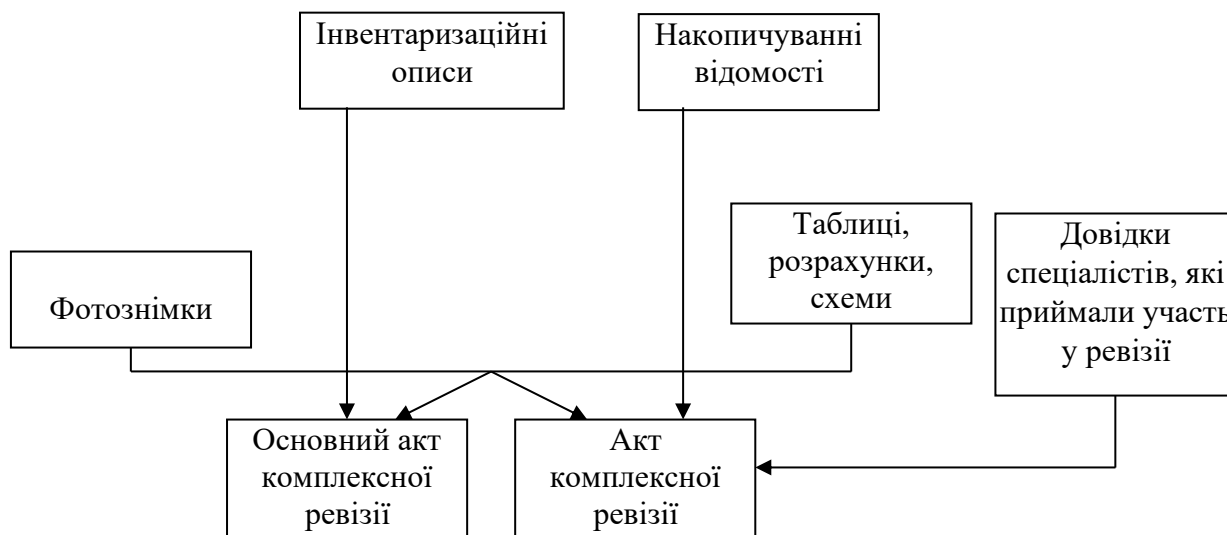 Інвентаризаційні
описи
Накопичуванні
відомості
Фотознімки
Таблиці,
розрахунки,
схеми
Довідки
спеціалістів, які
приймали участь
у ревізії
Основний акт
комплексної
ревізії
Акт
комплексної
ревізії